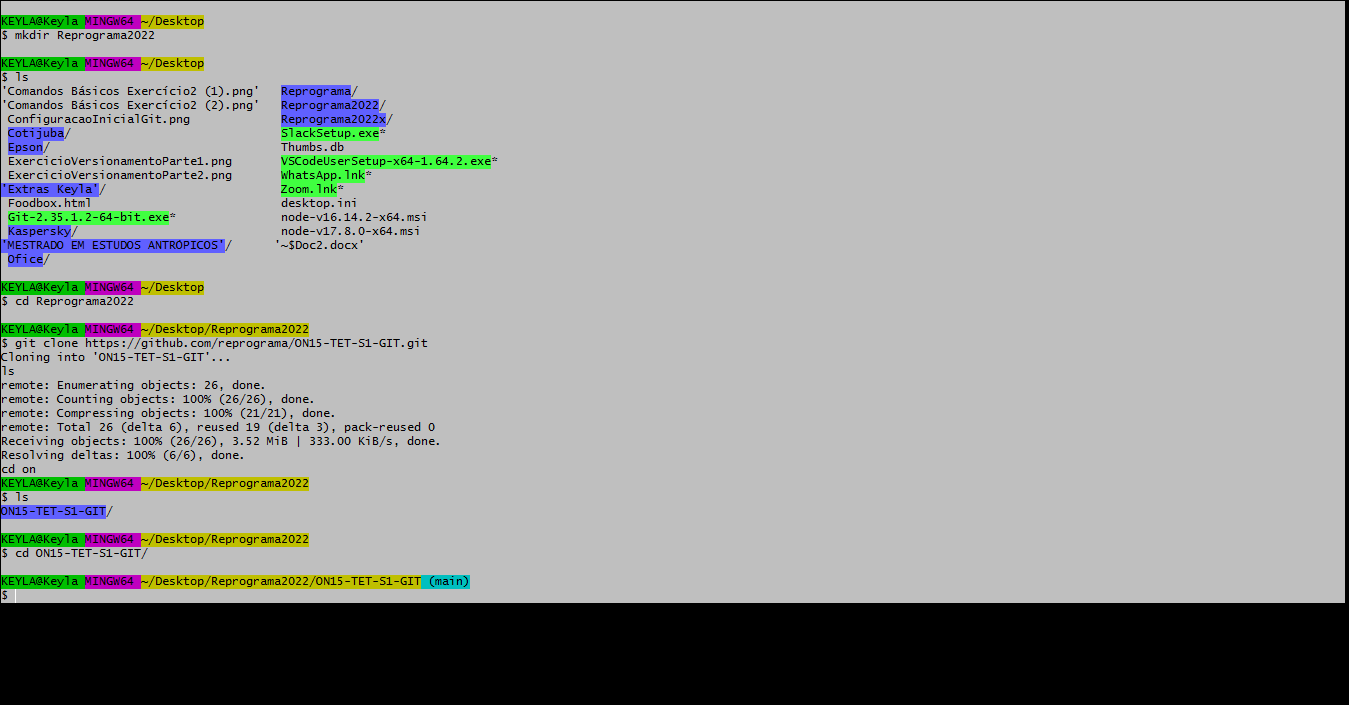 KEYLA@Keyla MINGW64 ~/Desktop
$ mkdir Reprograma2022
KEYLA@Keyla MINGW64 ~/Desktop
$ ls
'Comandos Básicos Exercício2 (1).png'   Reprograma/
'Comandos Básicos Exercício2 (2).png'   Reprograma2022/
 ConfiguracaoInicialGit.png             Reprograma2022x/
 Cotijuba/                              SlackSetup.exe*
 Epson/                                 Thumbs.db
 ExercicioVersionamentoParte1.png       VSCodeUserSetup-x64-1.64.2.exe*
 ExercicioVersionamentoParte2.png       WhatsApp.lnk*
'Extras Keyla'/                         Zoom.lnk*
 Foodbox.html                           desktop.ini
 Git-2.35.1.2-64-bit.exe*               node-v16.14.2-x64.msi
 Kaspersky/                             node-v17.8.0-x64.msi
'MESTRADO EM ESTUDOS ANTRÓPICOS'/      '~$Doc2.docx'
 Ofice/
KEYLA@Keyla MINGW64 ~/Desktop
$ cd Reprograma2022
KEYLA@Keyla MINGW64 ~/Desktop/Reprograma2022
$ git clone https://github.com/reprograma/ON15-TET-S1-GIT.git
Cloning into 'ON15-TET-S1-GIT'...
ls
remote: Enumerating objects: 26, done.
remote: Counting objects: 100% (26/26), done.
remote: Compressing objects: 100% (21/21), done.
remote: Total 26 (delta 6), reused 19 (delta 3), pack-reused 0
Receiving objects: 100% (26/26), 3.52 MiB | 333.00 KiB/s, done.
Resolving deltas: 100% (6/6), done.
cd on
KEYLA@Keyla MINGW64 ~/Desktop/Reprograma2022
$ ls
ON15-TET-S1-GIT/
KEYLA@Keyla MINGW64 ~/Desktop/Reprograma2022
$ cd ON15-TET-S1-GIT/
KEYLA@Keyla MINGW64 ~/Desktop/Reprograma2022/ON15-TET-S1-GIT (main)
$